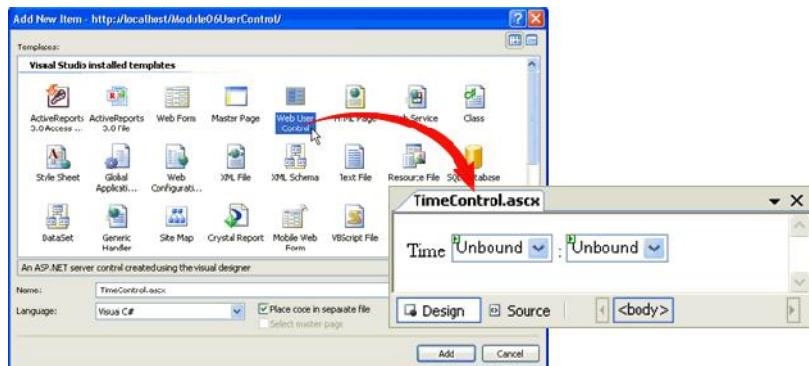 Add New Item - http://localhost/Module06UserControl/
Templates:
Visual Studio installed templates
ActiveReports 3.0 Access ...
ActiveReports 3.0 File
Web Form
Master Page
Web User Control
HTML Page
Web Service
Class
Style Sheet
Global Applicati...
Web Configurati...
XML File
XML Schema
Text File
Resource File
SQL Database
DataSet
Generic Handler
Site Map
Crystal Report
Mobile Web Form
VBScript File
An ASP.NET server control created using the visual designer
Name:
TimeControl.ascx
Language:
Visual C#
Place code in separate file
Select master page
Add
Cancel
TimeControl.ascx
Time Unbound : Unbound
Design
Source
<body>